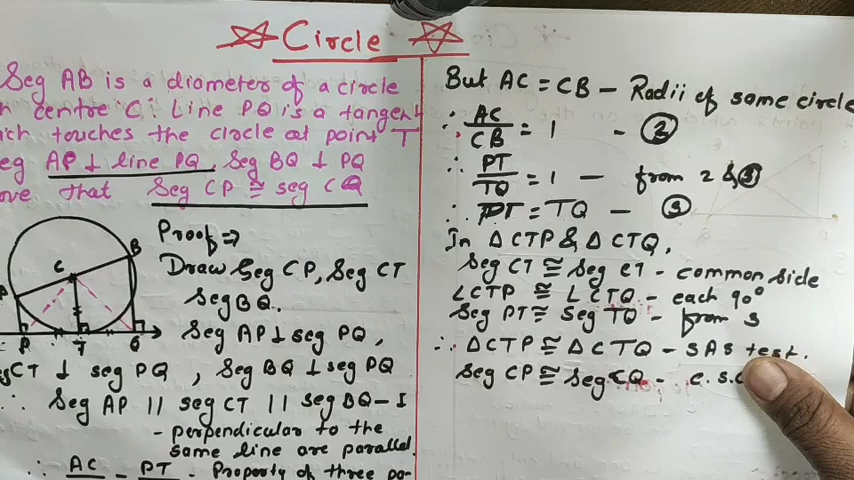 Circle
Seg AB is a diameter of a circle
centre C. Line PQ is a tangent
touches the circle at point T
AP ⊥ line PQ, Seg BQ ⊥ PQ
that Seg CP ≅ seg CQ
Proof ⇒
Draw Seg CP, Seg CT
Seg BQ.
Seg AP ⊥ seg PQ,
CT ⊥ seg PQ, Seg BQ ⊥ seg PQ
∴ Seg AP || seg CT || seg BQ - I
- perpendicular to the
same line are parallel.
∴ AC PT - Property of three
B
C
P T Q
But AC = CB - Radii of same circle
∴ AC/CB = 1 - 2
∴ PT/TQ = 1 - from 2 &
∴ PT = TQ - 3
In Δ CTP & Δ CTQ,
Seg CT ≅ Seg CT - common side
∠CTP ≅ ∠CTQ - each 90°
Seg PT ≅ Seg TQ - from 3
∴ ΔCTP ≅ ΔCTQ - SAS test.
Seg CP ≅ Seg CQ - c.s.c